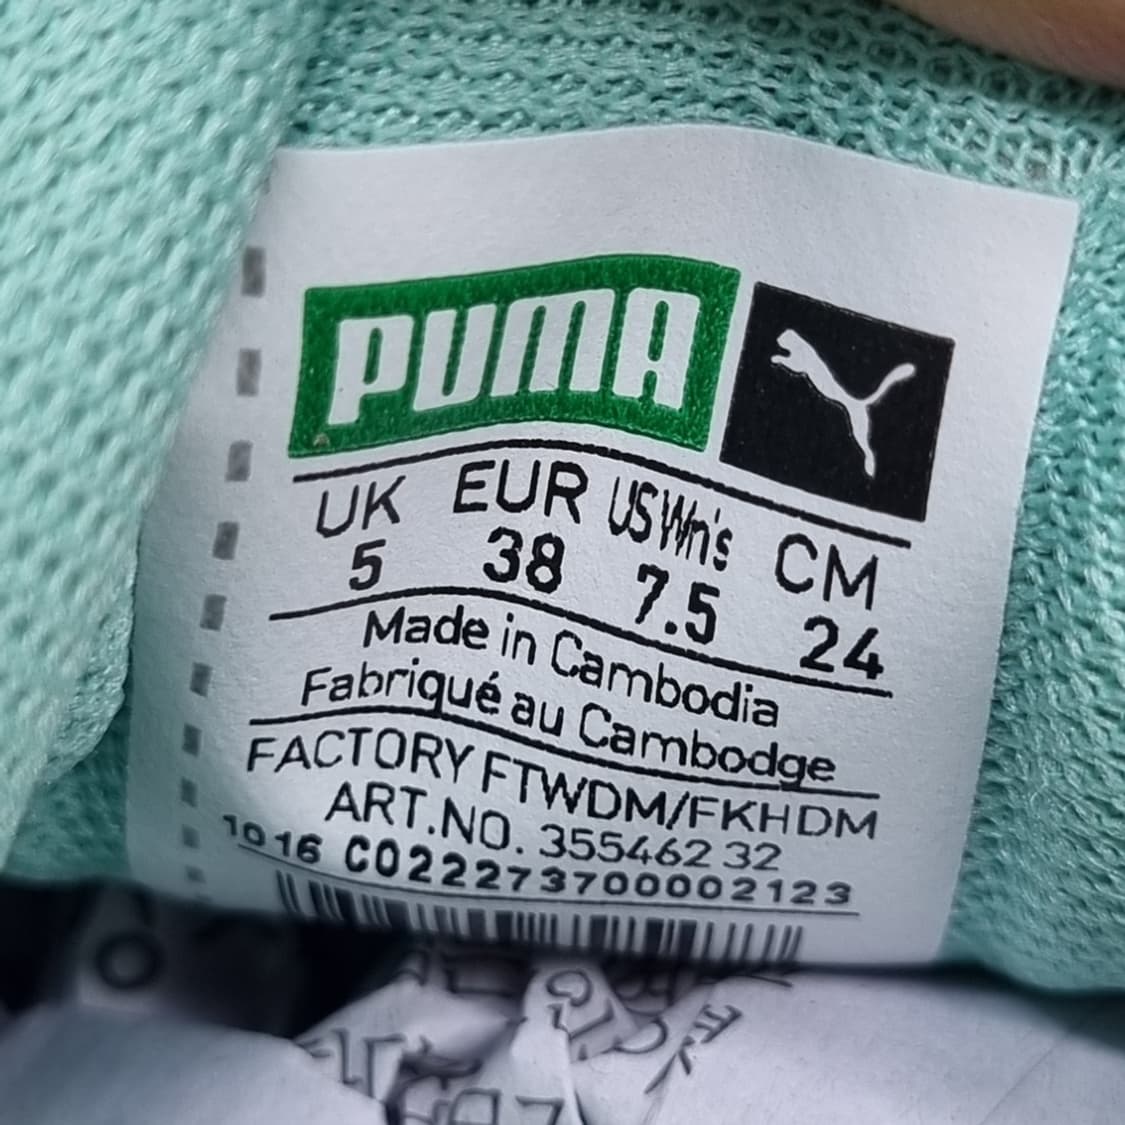 PUMA
UK EUR US Wn's CM
5 38 7.5 24
Made in Cambodia
Fabriqué au Cambodge
FACTORY FTWDM/FKHDM
ART.NO. 355462 32
1016 C022273700002123